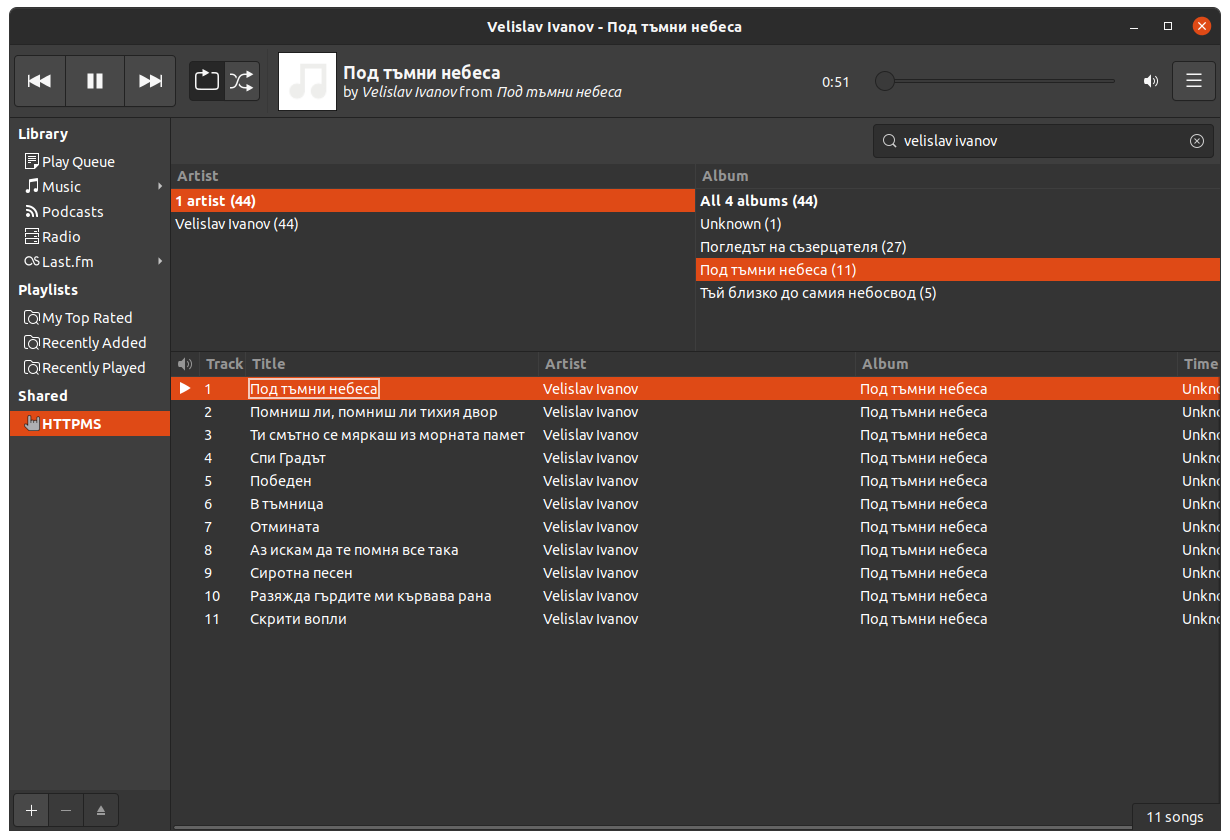 Velislav Ivanov - Под тъмни небеса
Под тъмни небеса
by Velislav Ivanov from Под тъмни небеса
0:51
Library
Play Queue
Music
Podcasts
Radio
Last.fm
Playlists
My Top Rated
Recently Added
Recently Played
Shared
HTTPMS
velislav ivanov
Artist
1 artist (44)
Velislav Ivanov (44)
Album
All 4 albums (44)
Unknown (1)
Погледът на съзерцателя (27)
Под тъмни небеса (11)
Тъй близко до самия небосвод (5)
Track Title Artist Album Time
1 Под тъмни небеса Velislav Ivanov Под тъмни небеса Unkno
2 Помниш ли, помниш ли тихия двор Velislav Ivanov Под тъмни небеса Unkno
3 Ти смътно се мяркаш из морната памет Velislav Ivanov Под тъмни небеса Unkno
4 Спи Градът Velislav Ivanov Под тъмни небеса Unkno
5 Победен Velislav Ivanov Под тъмни небеса Unkno
6 В тъмница Velislav Ivanov Под тъмни небеса Unkno
7 Отмината Velislav Ivanov Под тъмни небеса Unkno
8 Аз искам да те помня все така Velislav Ivanov Под тъмни небеса Unkno
9 Сиротна песен Velislav Ivanov Под тъмни небеса Unkno
10 Разяжда гърдите ми кървава рана Velislav Ivanov Под тъмни небеса Unkno
11 Скрити вопли Velislav Ivanov Под тъмни небеса Unkno
11 songs